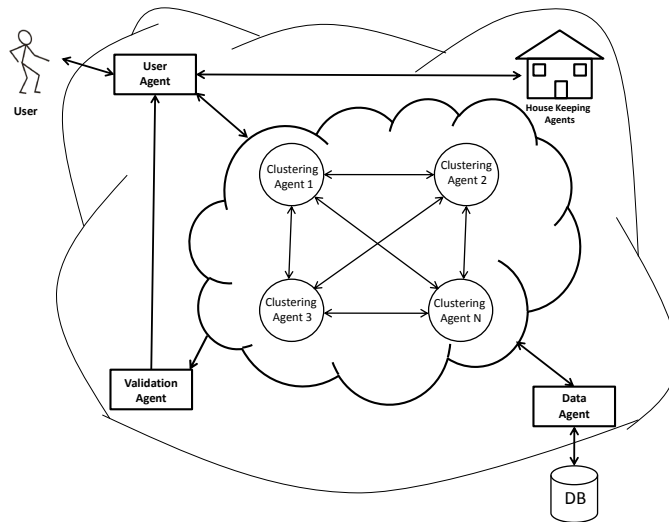 User
Agent
User
House Keeping
Agents
Clustering
Agent 1
Clustering
Agent 2
Clustering
Agent 3
Clustering
Agent N
Validation
Agent
Data
Agent
DB